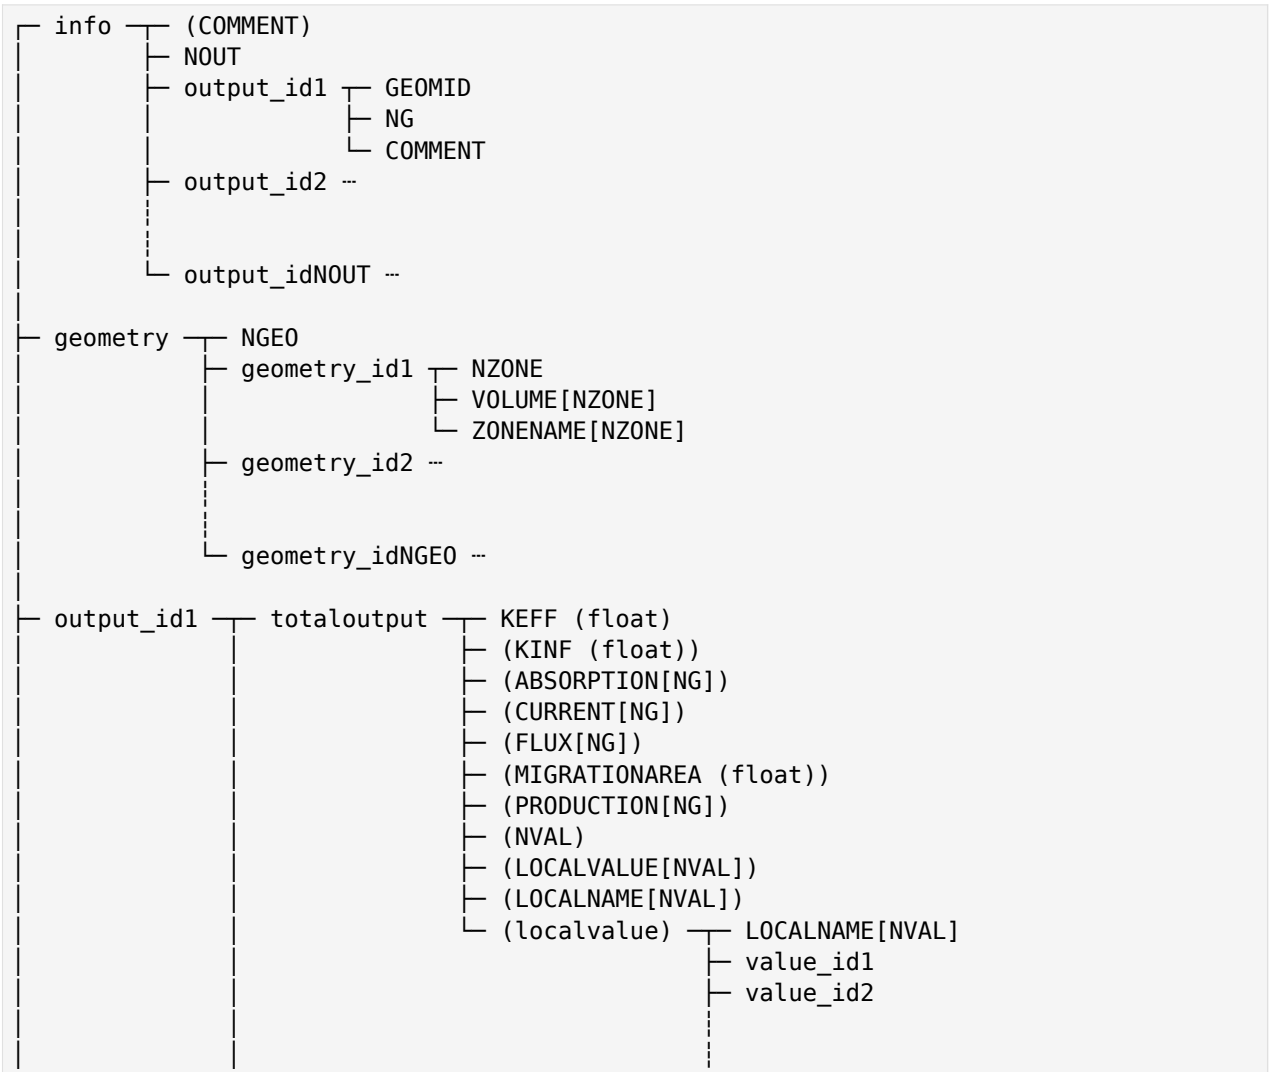 info (COMMENT)
NOUT
output_id1 GEOMID
NG
COMMENT
output_id2 ┄
output_idNOUT ┄
geometry NGEO
geometry_id1 NZONE
VOLUME[NZONE]
ZONENAME[NZONE]
geometry_id2 ┄
geometry_idNGEO ┄
output_id1 totaloutput KEFF (float)
(KINF (float))
(ABSORPTION[NG])
(CURRENT[NG])
(FLUX[NG])
(MIGRATIONAREA (float))
(PRODUCTION[NG])
(NVAL)
(LOCALVALUE[NVAL])
(LOCALNAME[NVAL])
(localvalue) LOCALNAME[NVAL]
value_id1
value_id2